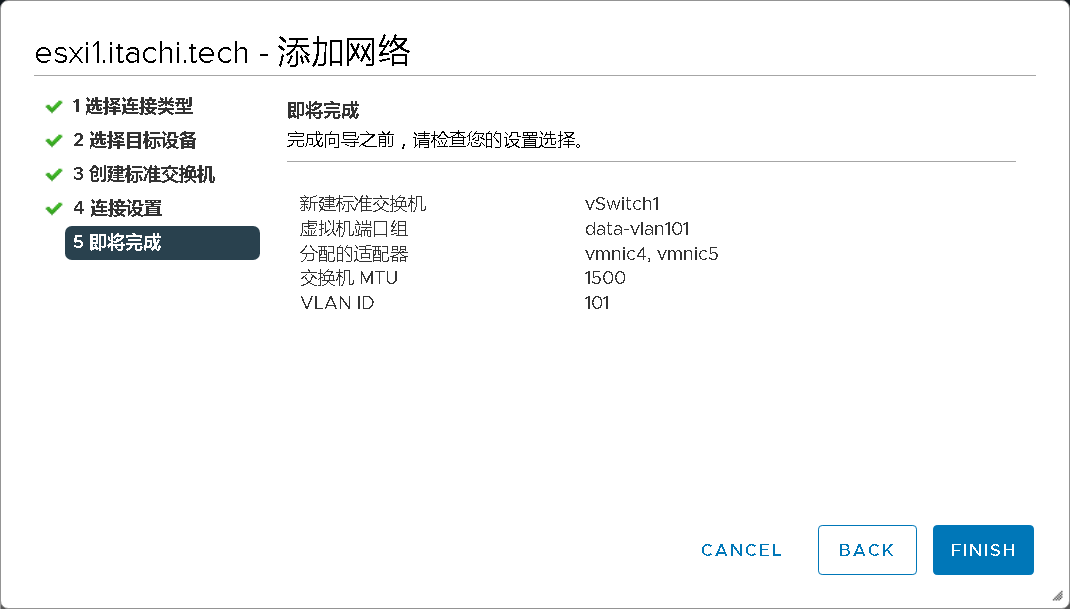 esxi1.itachi.tech - 添加网络
1 选择连接类型
2 选择目标设备
3 创建标准交换机
4 连接设置
5 即将完成
即将完成
完成向导之前，请检查您的设置选择。
新建标准交换机 vSwitch1
虚拟机端口组 data-vlan101
分配的适配器 vmnic4, vmnic5
交换机 MTU 1500
VLAN ID 101
CANCEL BACK FINISH